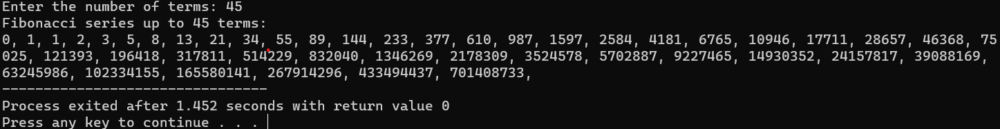 Enter the number of terms: 45
Fibonacci series up to 45 terms:
0, 1, 1, 2, 3, 5, 8, 13, 21, 34, 55, 89, 144, 233, 377, 610, 987, 1597, 2584, 4181, 6765, 10946, 17711, 28657, 46368, 75
025, 121393, 196418, 317811, 514229, 832040, 1346269, 2178309, 3524578, 5702887, 9227465, 14930352, 24157817, 39088169,
63245986, 102334155, 165580141, 267914296, 433494437, 701408733,
--------------------------------
Process exited after 1.452 seconds with return value 0
Press any key to continue . . .